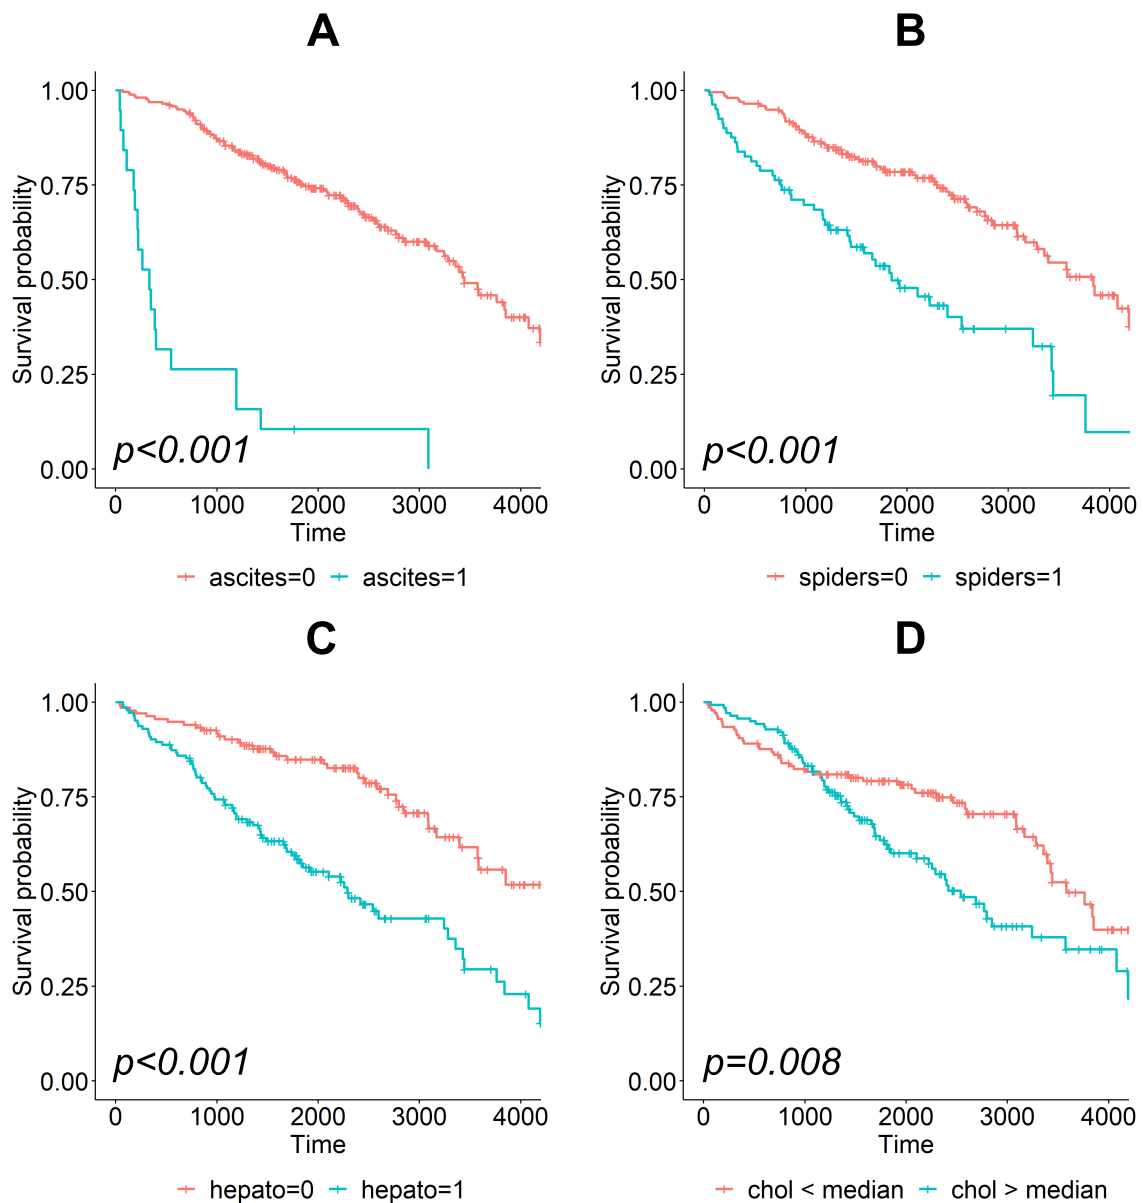 A
1.00
0.75
0.50
0.25
0.00
Survival probability
p<0.001
0 1000 2000 3000 4000
Time
ascites=0 ascites=1
B
1.00
0.75
0.50
0.25
0.00
Survival probability
p<0.001
0 1000 2000 3000 4000
Time
spiders=0 spiders=1
C
1.00
0.75
0.50
0.25
0.00
Survival probability
p<0.001
0 1000 2000 3000 4000
Time
hepato=0 hepato=1
D
1.00
0.75
0.50
0.25
0.00
Survival probability
p=0.008
0 1000 2000 3000 4000
Time
chol < median chol > median